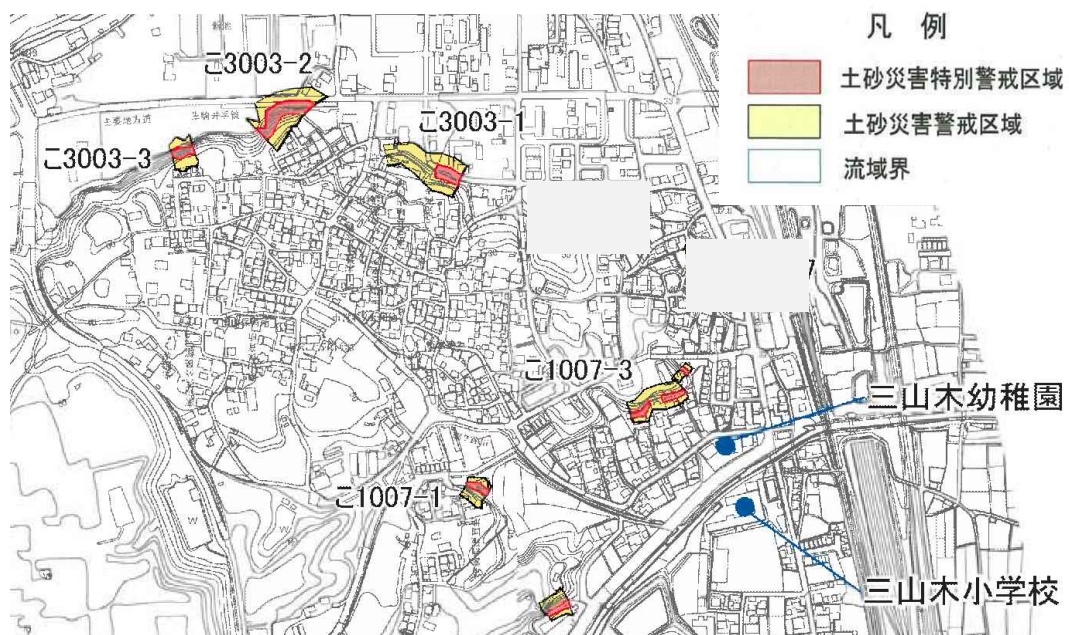 凡 例
土砂災害特別警戒区域
土砂災害警戒区域
流域界
こ3003-2
こ3003-1
こ3003-3
7
こ1007-3
三山木幼稚園
こ1007-1
三山木小学校
W
W